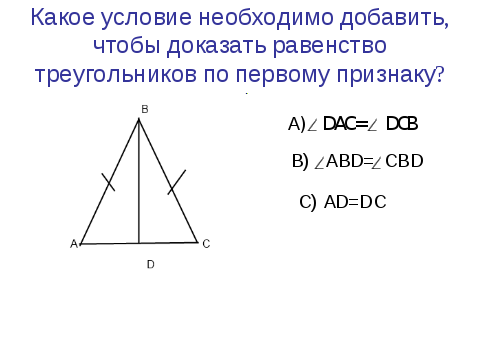 Какое условие необходимо добавить,
чтобы доказать равенство
треугольников по первому признаку?
B
A
C
D
A)∠ DAC=∠ DCB
B) ∠ABD=∠CBD
C) AD=DC